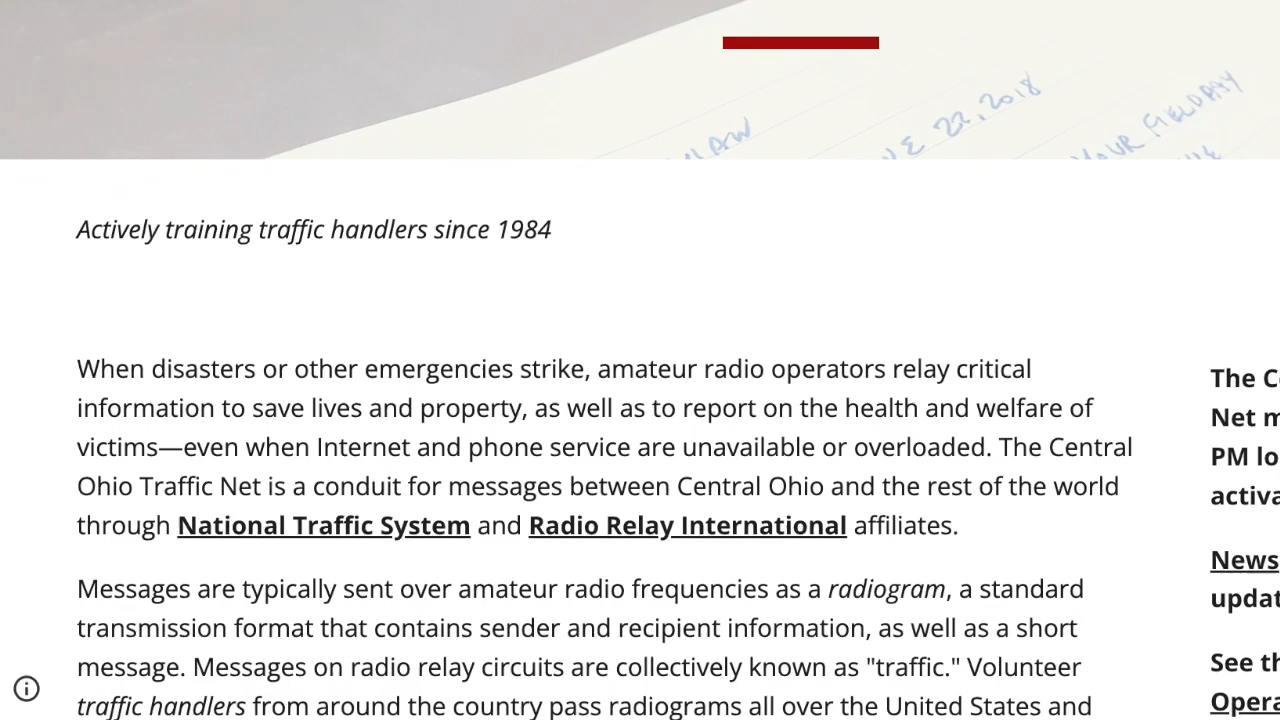 22, 2018
YOUR FIELD DAY
Actively training traffic handlers since 1984
When disasters or other emergencies strike, amateur radio operators relay critical
information to save lives and property, as well as to report on the health and welfare of
victims—even when Internet and phone service are unavailable or overloaded. The Central
Ohio Traffic Net is a conduit for messages between Central Ohio and the rest of the world
through National Traffic System and Radio Relay International affiliates.
Messages are typically sent over amateur radio frequencies as a radiogram, a standard
transmission format that contains sender and recipient information, as well as a short
message. Messages on radio relay circuits are collectively known as "traffic." Volunteer
traffic handlers from around the country pass radiograms all over the United States and
The
Net
PM
News
See